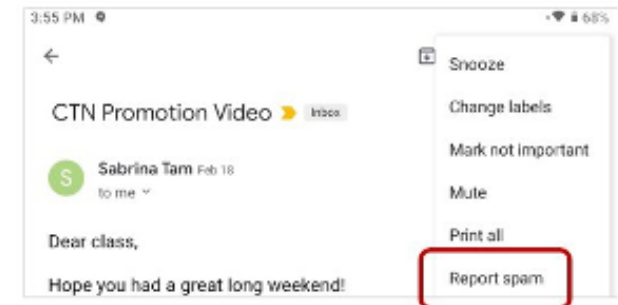 3:55 PM
68%
Snooze
CTN Promotion Video Inbox
Change labels
Mark not important
S
Sabrina Tam Feb 18
to me
Mute
Dear class,
Print all
Hope you had a great long weekend!
Report spam